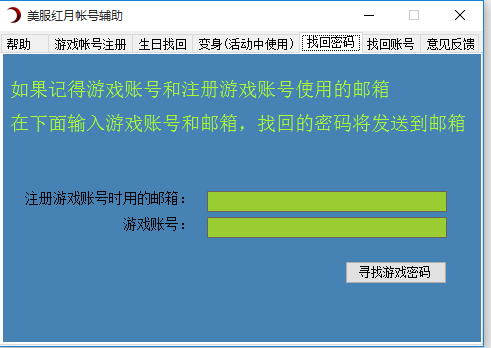 美服红月帐号辅助
帮助 游戏帐号注册 生日找回 变身(活动中使用) 找回密码 找回账号 意见反馈
如果记得游戏账号和注册游戏账号使用的邮箱
在下面输入游戏账号和邮箱，找回的密码将发送到邮箱
注册游戏账号时用的邮箱：
游戏账号：
寻找游戏密码